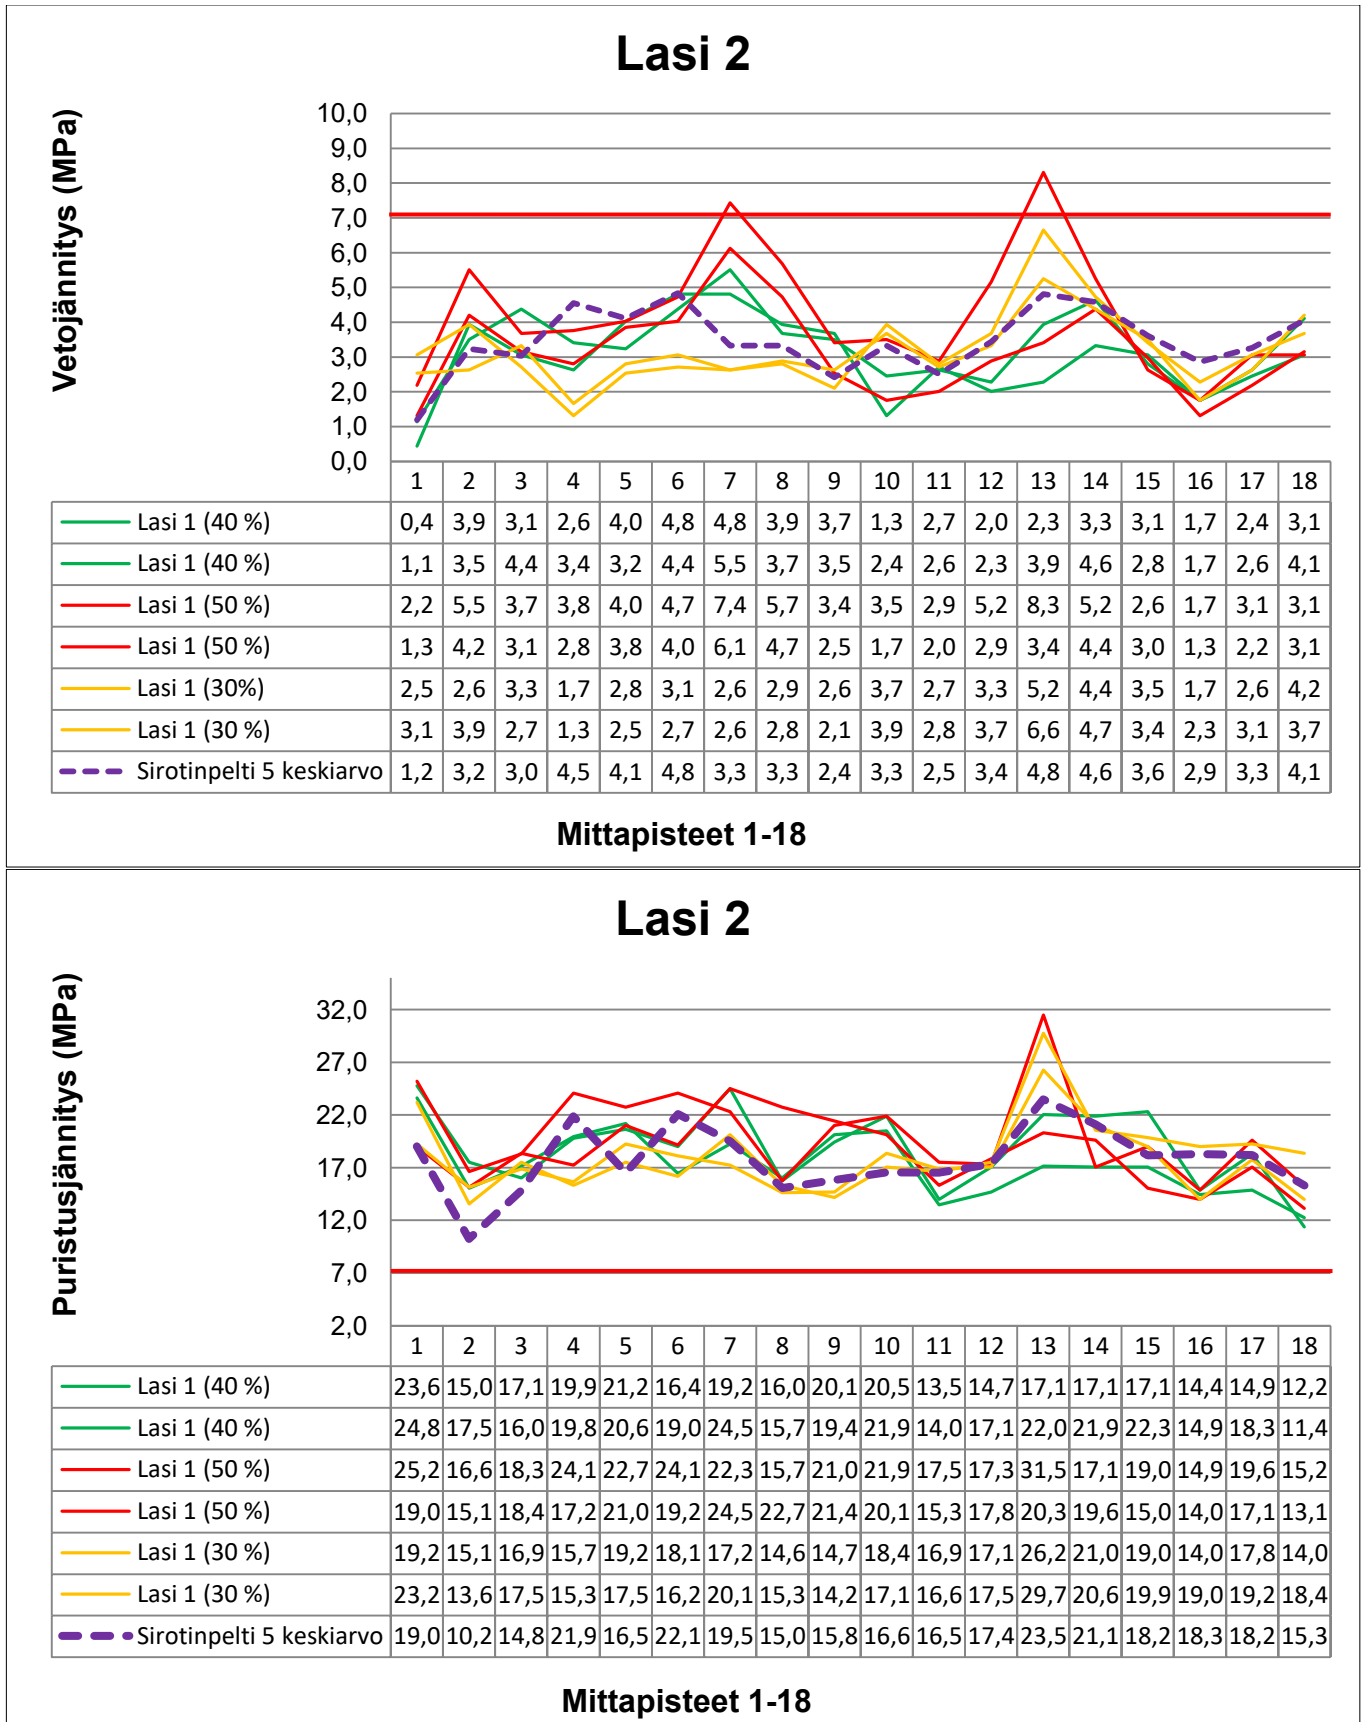 Lasi 2
Vetojännitys (MPa)
10,0
9,0
8,0
7,0
6,0
5,0
4,0
3,0
2,0
1,0
0,0
1 2 3 4 5 6 7 8 9 10 11 12 13 14 15 16 17 18
Lasi 1 (40 %) 0,4 3,9 3,1 2,6 4,0 4,8 4,8 3,9 3,7 1,3 2,7 2,0 2,3 3,3 3,1 1,7 2,4 3,1
Lasi 1 (40 %) 1,1 3,5 4,4 3,4 3,2 4,4 5,5 3,7 3,5 2,4 2,6 2,3 3,9 4,6 2,8 1,7 2,6 4,1
Lasi 1 (50 %) 2,2 5,5 3,7 3,8 4,0 4,7 7,4 5,7 3,4 3,5 2,9 5,2 8,3 5,2 2,6 1,7 3,1 3,1
Lasi 1 (50 %) 1,3 4,2 3,1 2,8 3,8 4,0 6,1 4,7 2,5 1,7 2,0 2,9 3,4 4,4 3,0 1,3 2,2 3,1
Lasi 1 (30%) 2,5 2,6 3,3 1,7 2,8 3,1 2,6 2,9 2,6 3,7 2,7 3,3 5,2 4,4 3,5 1,7 2,6 4,2
Lasi 1 (30 %) 3,1 3,9 2,7 1,3 2,5 2,7 2,6 2,8 2,1 3,9 2,8 3,7 6,6 4,7 3,4 2,3 3,1 3,7
Sirotinpelti 5 keskiarvo 1,2 3,2 3,0 4,5 4,1 4,8 3,3 3,3 2,4 3,3 2,5 3,4 4,8 4,6 3,6 2,9 3,3 4,1
Mittapisteet 1-18
Lasi 2
Puristusjännitys (MPa)
32,0
27,0
22,0
17,0
12,0
7,0
2,0
1 2 3 4 5 6 7 8 9 10 11 12 13 14 15 16 17 18
Lasi 1 (40 %) 23,6 15,0 17,1 19,9 21,2 16,4 19,2 16,0 20,1 20,5 13,5 14,7 17,1 17,1 17,1 14,4 14,9 12,2
Lasi 1 (40 %) 24,8 17,5 16,0 19,8 20,6 19,0 24,5 15,7 19,4 21,9 14,0 17,1 22,0 21,9 22,3 14,9 18,3 11,4
Lasi 1 (50 %) 25,2 16,6 18,3 24,1 22,7 24,1 22,3 15,7 21,0 21,9 17,5 17,3 31,5 17,1 19,0 14,9 19,6 15,2
Lasi 1 (50 %) 19,0 15,1 18,4 17,2 21,0 19,2 24,5 22,7 21,4 20,1 15,3 17,8 20,3 19,6 15,0 14,0 17,1 13,1
Lasi 1 (30 %) 19,2 15,1 16,9 15,7 19,2 18,1 17,2 14,6 14,7 18,4 16,9 17,1 26,2 21,0 19,0 14,0 17,8 14,0
Lasi 1 (30 %) 23,2 13,6 17,5 15,3 17,5 16,2 20,1 15,3 14,2 17,1 16,6 17,5 29,7 20,6 19,9 19,0 19,2 18,4
Sirotinpelti 5 keskiarvo 19,0 10,2 14,8 21,9 16,5 22,1 19,5 15,0 15,8 16,6 16,5 17,4 23,5 21,1 18,2 18,3 18,2 15,3
Mittapisteet 1-18